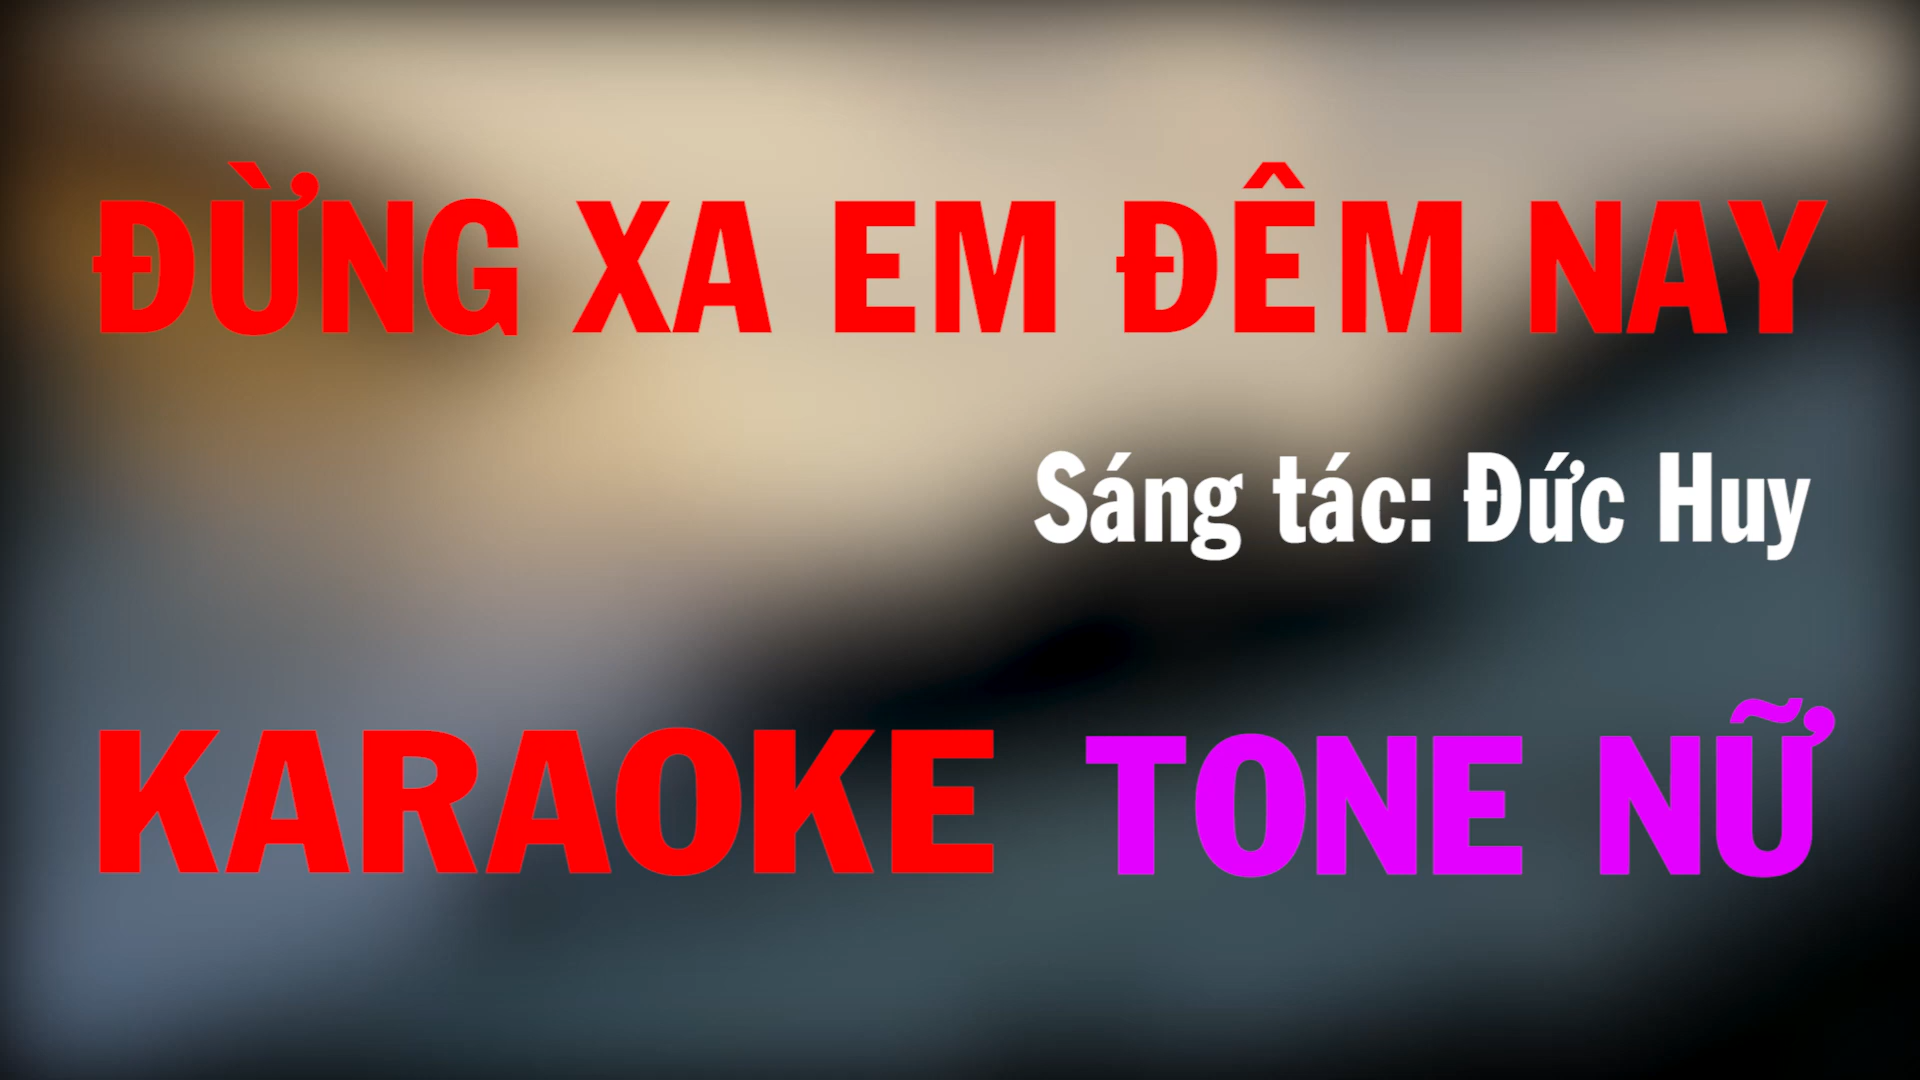 ĐỪNG XA EM ĐÊM NAY
Sáng tác: Đức Huy
KARAOKE TONE NỮ